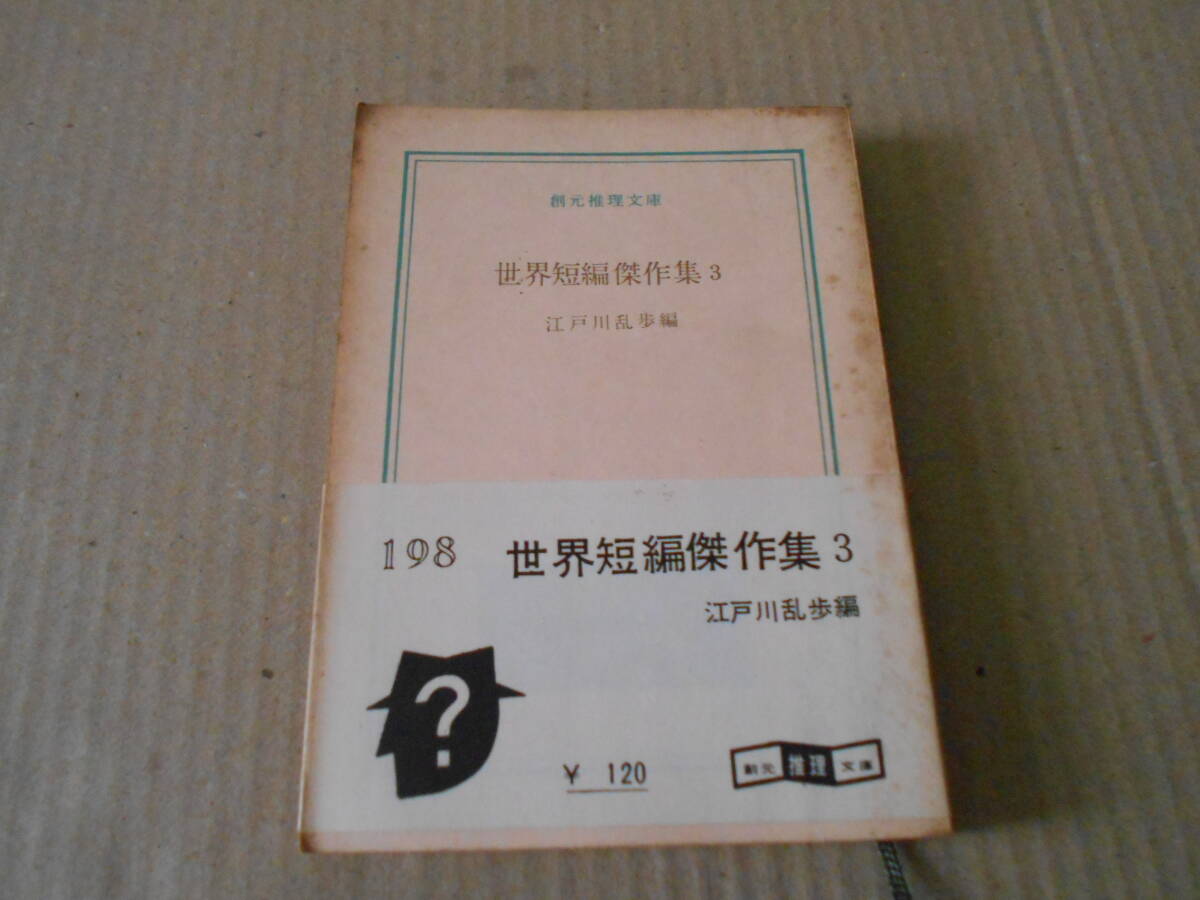 創元推理文庫
世界短編傑作集 3
江戸川乱歩編
198 世界短編傑作集 3
江戸川乱歩編
?
¥ 120
創元 推理 文庫